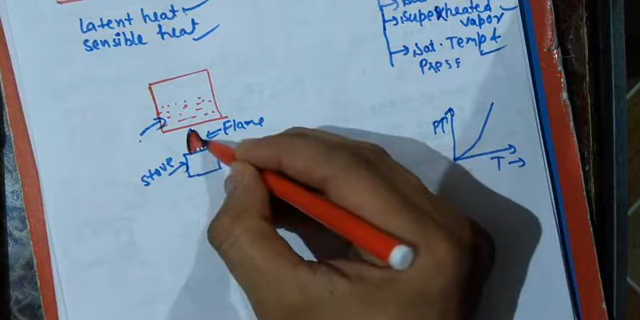 Latent heat.
sensible heat
superheated
vapor
Sat. Temp &
Press
Flame
stove
P↑
T →